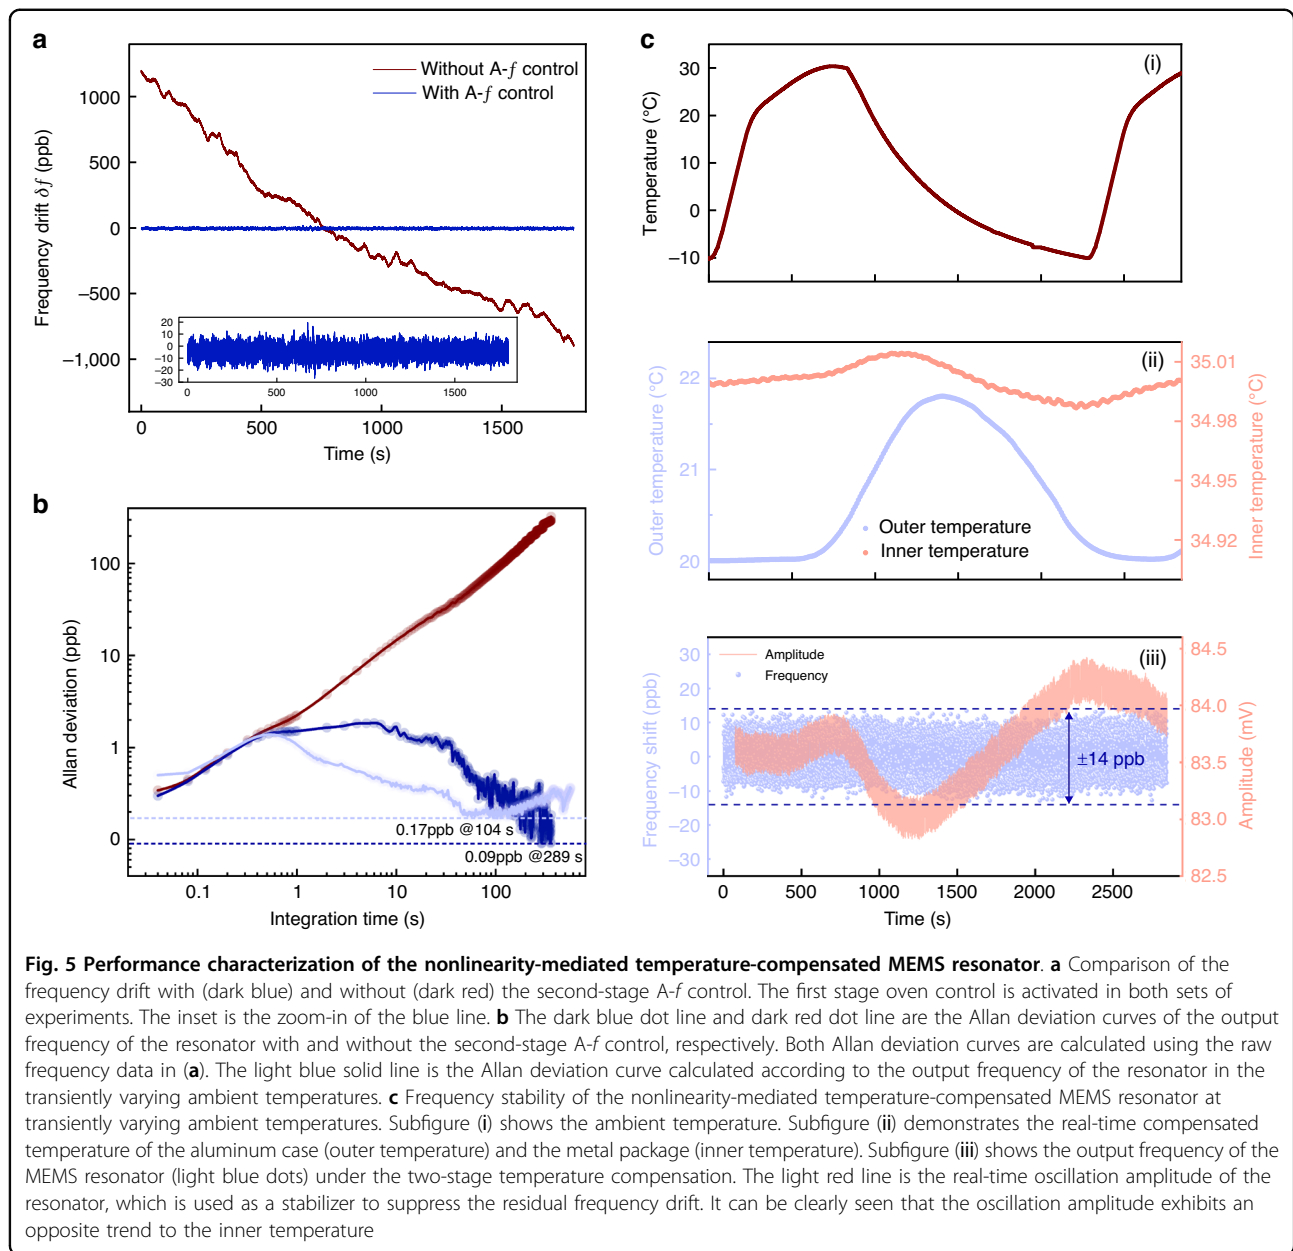 a
Without A-f control
With A-f control
1000
500
0
−500
−1,000
Frequency drift δf (ppb)
20
10
0
−10
−20
−30
0
500
1000
1500
0
500
1000
1500
Time (s)
b
100
10
1
0
Allan deviation (ppb)
0.17ppb @104 s
0.09ppb @289 s
0.1
1
10
100
Integration time (s)
c
(i)
30
20
10
0
−10
Temperature (°C)
(ii)
22
21
20
Outer temperature (°C)
35.01
34.98
34.95
34.92
Inner temperature (°C)
Outer temperature
Inner temperature
(iii)
Amplitude
Frequency
30
20
10
0
−10
−20
−30
Frequency shift (ppb)
84.5
84.0
83.5
83.0
82.5
Amplitude (mV)
±14 ppb
0
500
1000
1500
2000
2500
Time (s)
Fig. 5 Performance characterization of the nonlinearity-mediated temperature-compensated MEMS resonator. a Comparison of the
frequency drift with (dark blue) and without (dark red) the second-stage A-f control. The first stage oven control is activated in both sets of
experiments. The inset is the zoom-in of the blue line. b The dark blue dot line and dark red dot line are the Allan deviation curves of the output
frequency of the resonator with and without the second-stage A-f control, respectively. Both Allan deviation curves are calculated using the raw
frequency data in (a). The light blue solid line is the Allan deviation curve calculated according to the output frequency of the resonator in the
transiently varying ambient temperatures. c Frequency stability of the nonlinearity-mediated temperature-compensated MEMS resonator at
transiently varying ambient temperatures. Subfigure (i) shows the ambient temperature. Subfigure (ii) demonstrates the real-time compensated
temperature of the aluminum case (outer temperature) and the metal package (inner temperature). Subfigure (iii) shows the output frequency of the
MEMS resonator (light blue dots) under the two-stage temperature compensation. The light red line is the real-time oscillation amplitude of the
resonator, which is used as a stabilizer to suppress the residual frequency drift. It can be clearly seen that the oscillation amplitude exhibits an
opposite trend to the inner temperature